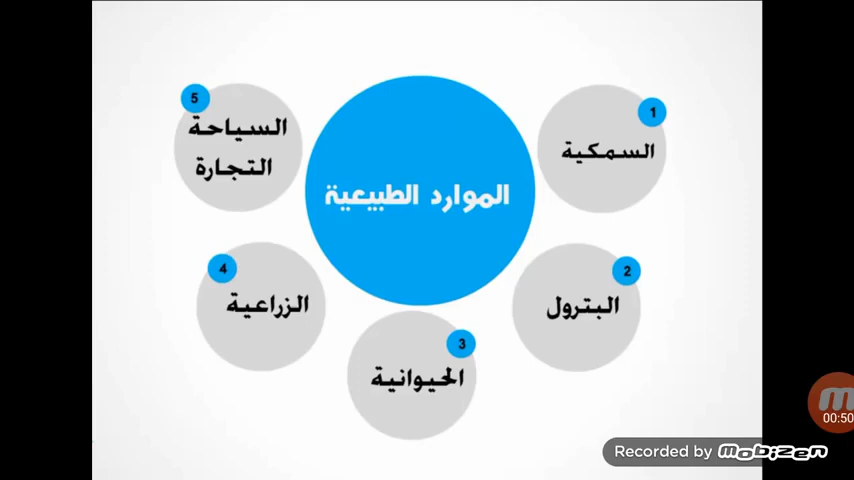 الموارد الطبيعية
1
السمكية
2
البترول
3
الحيوانية
4
الزراعية
5
السياحة
التجارة
00:50
Recorded by mobizen